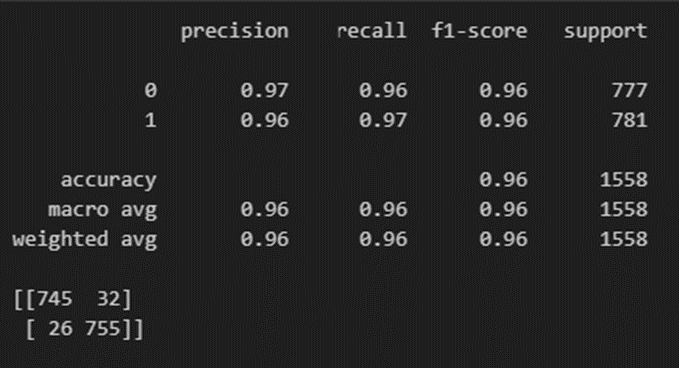 precision recall f1-score support
0 0.97 0.96 0.96 777
1 0.96 0.97 0.96 781
accuracy 0.96 1558
macro avg 0.96 0.96 0.96 1558
weighted avg 0.96 0.96 0.96 1558
[[745 32]
[ 26 755]]